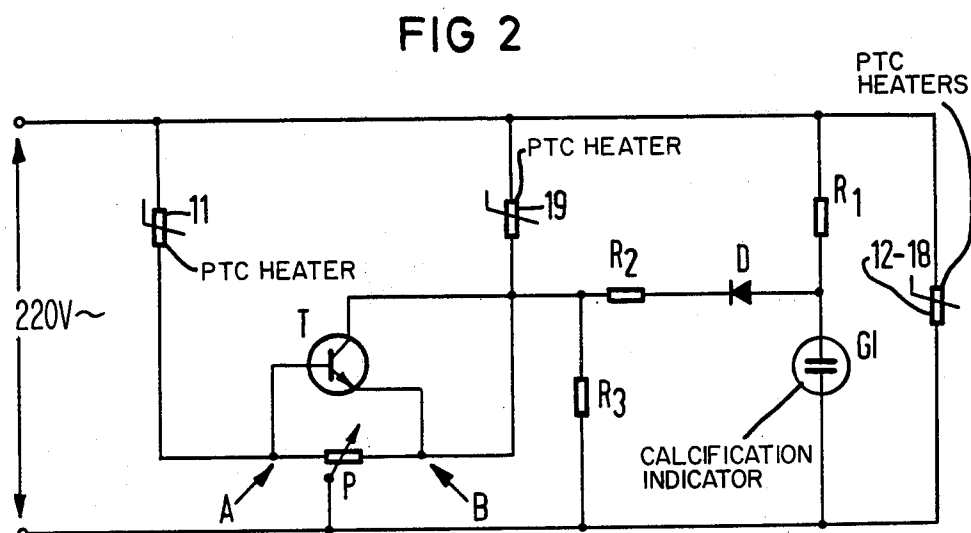 FIG 2
PTC
HEATERS
PTC HEATER
11
19
R1
PTC HEATER
R2
D
12-18
220V~
T
GI
R3
CALCIFICATION
INDICATOR
A
P
B